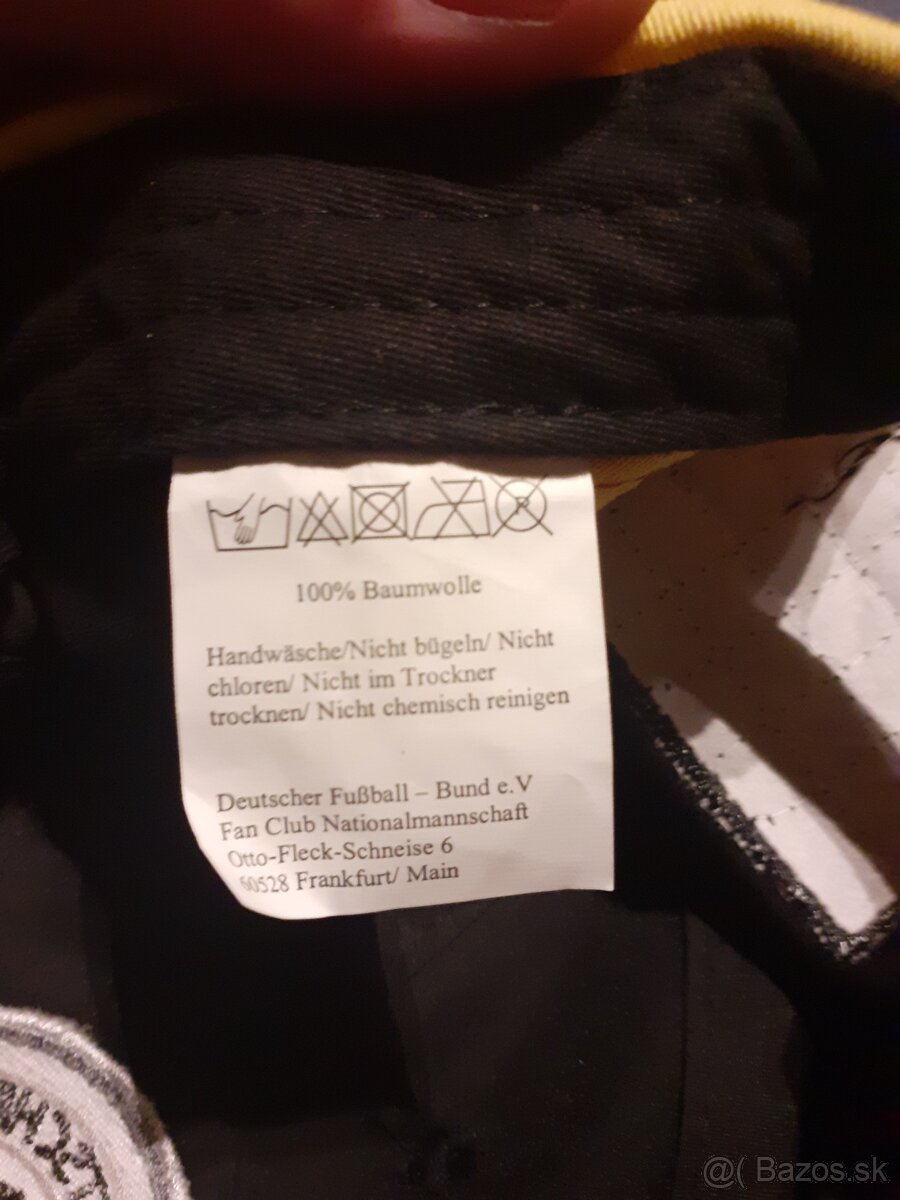 100% Baumwolle
Handwäsche/Nicht bügeln/ Nicht
chloren/ Nicht im Trockner
trocknen/ Nicht chemisch reinigen
Deutscher Fußball – Bund e.V
Fan Club Nationalmannschaft
Otto-Fleck-Schneise 6
60528 Frankfurt/ Main
@( Bazos.sk